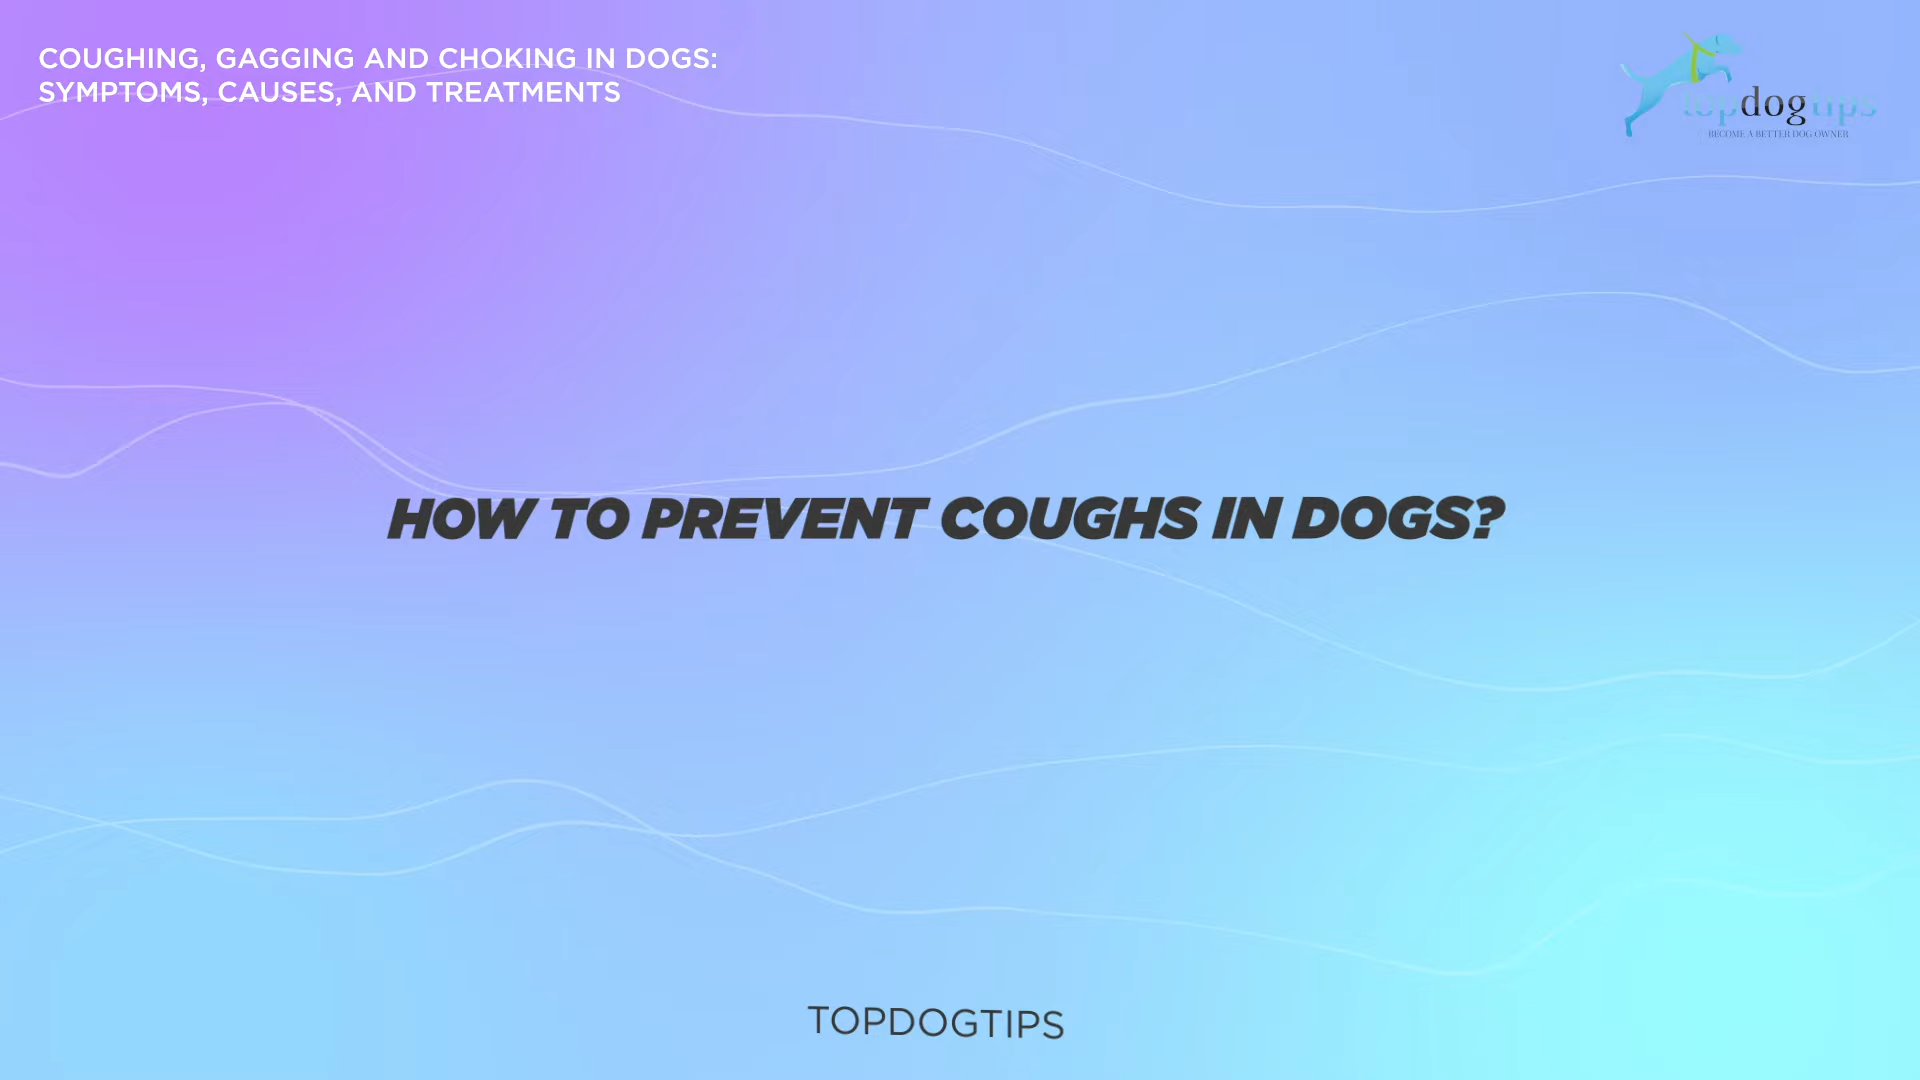 COUGHING, GAGGING AND CHOKING IN DOGS:
SYMPTOMS, CAUSES, AND TREATMENTS
topdogtips
BECOME A BETTER DOG OWNER
HOW TO PREVENT COUGHS IN DOGS?
TOPDOGTIPS